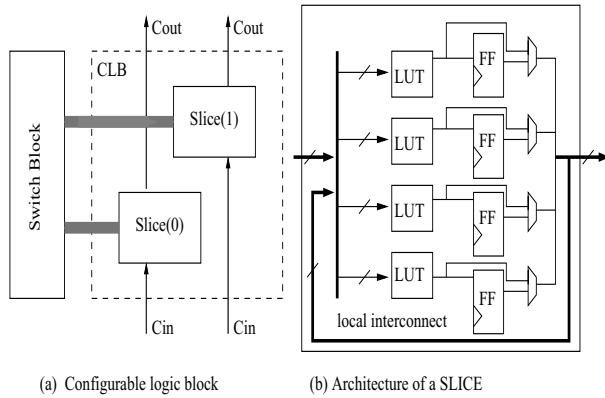 Cout
Cout
CLB
Slice(1)
Switch Block
Slice(0)
Cin
Cin
(a) Configurable logic block
LUT
FF
LUT
FF
LUT
FF
LUT
FF
local interconnect
(b) Architecture of a SLICE